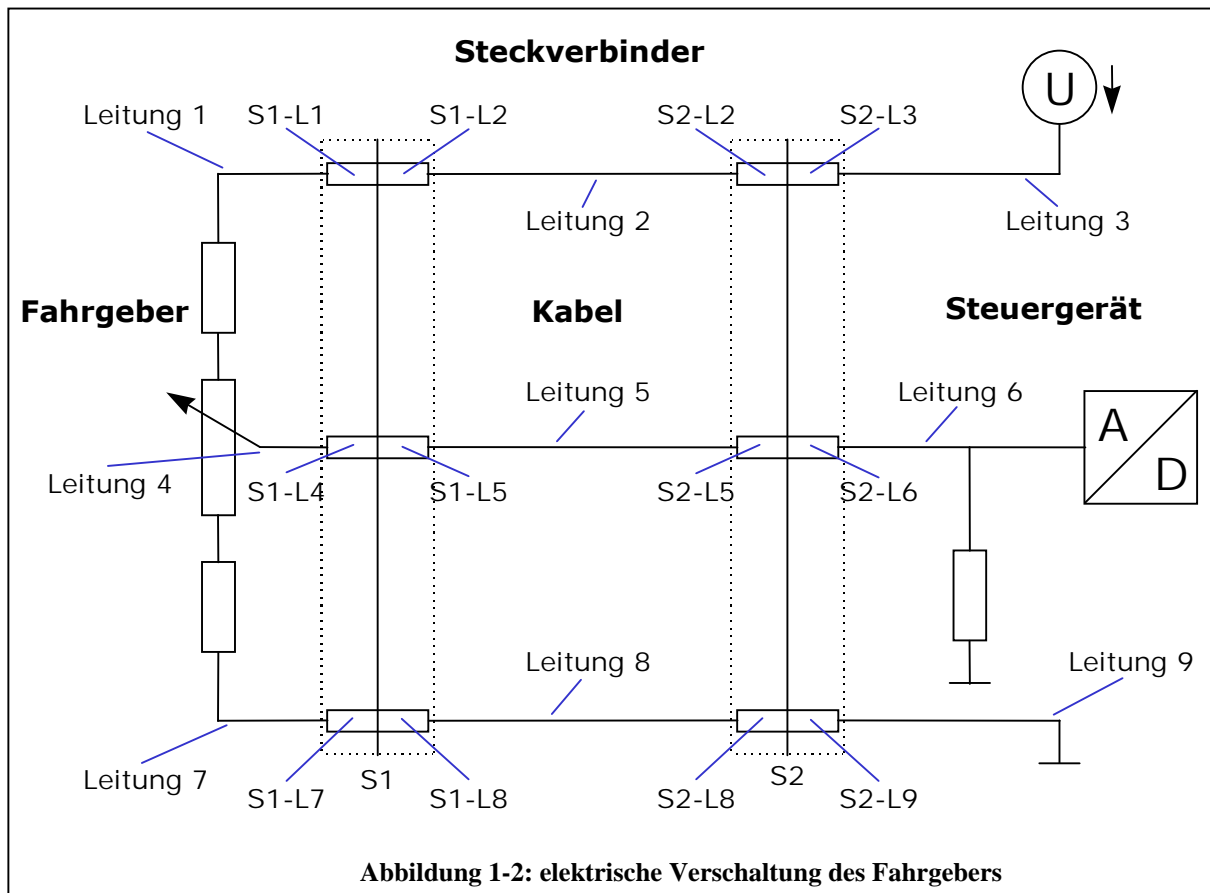 Steckverbinder
U
Leitung 1
S1-L1
S1-L2
S2-L2
S2-L3
Leitung 2
Leitung 3
Fahrgeber
Kabel
Steuergerät
Leitung 5
Leitung 6
A
D
Leitung 4
S1-L4
S1-L5
S2-L5
S2-L6
Leitung 8
Leitung 9
Leitung 7
S1-L7
S1
S1-L8
S2-L8
S2
S2-L9
Abbildung 1-2: elektrische Verschaltung des Fahrgebers